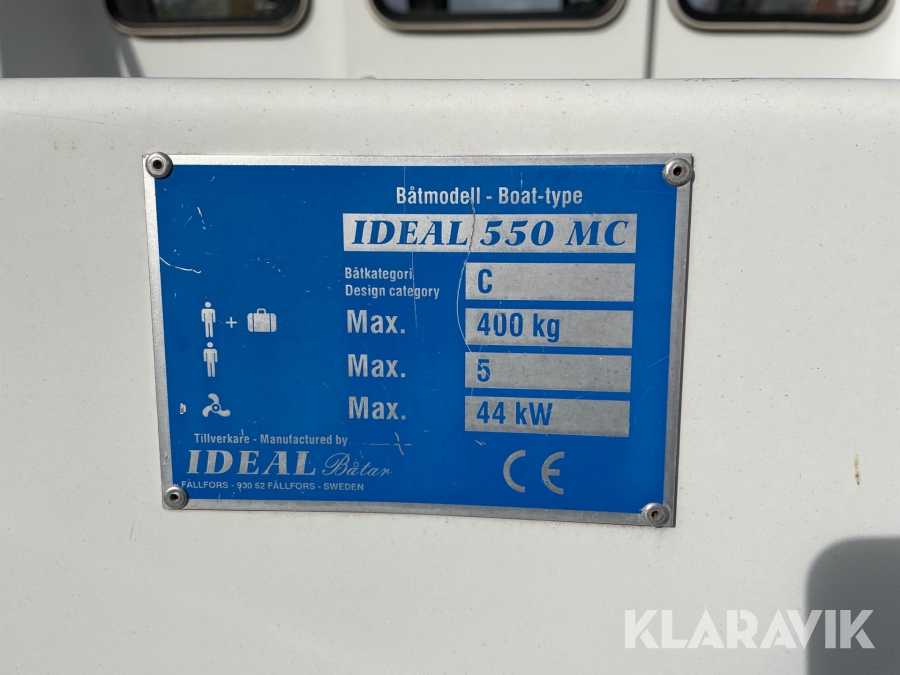 Båtmodell - Boat-type
IDEAL 550 MC
Båtkategori
Design category
C
+
Max.
400 kg
Max.
5
Max.
44 kW
Tillverkare - Manufactured by
IDEAL Båtar
FÄLLFORS - 930 52 FÄLLFORS - SWEDEN
CE
KLARAVIK